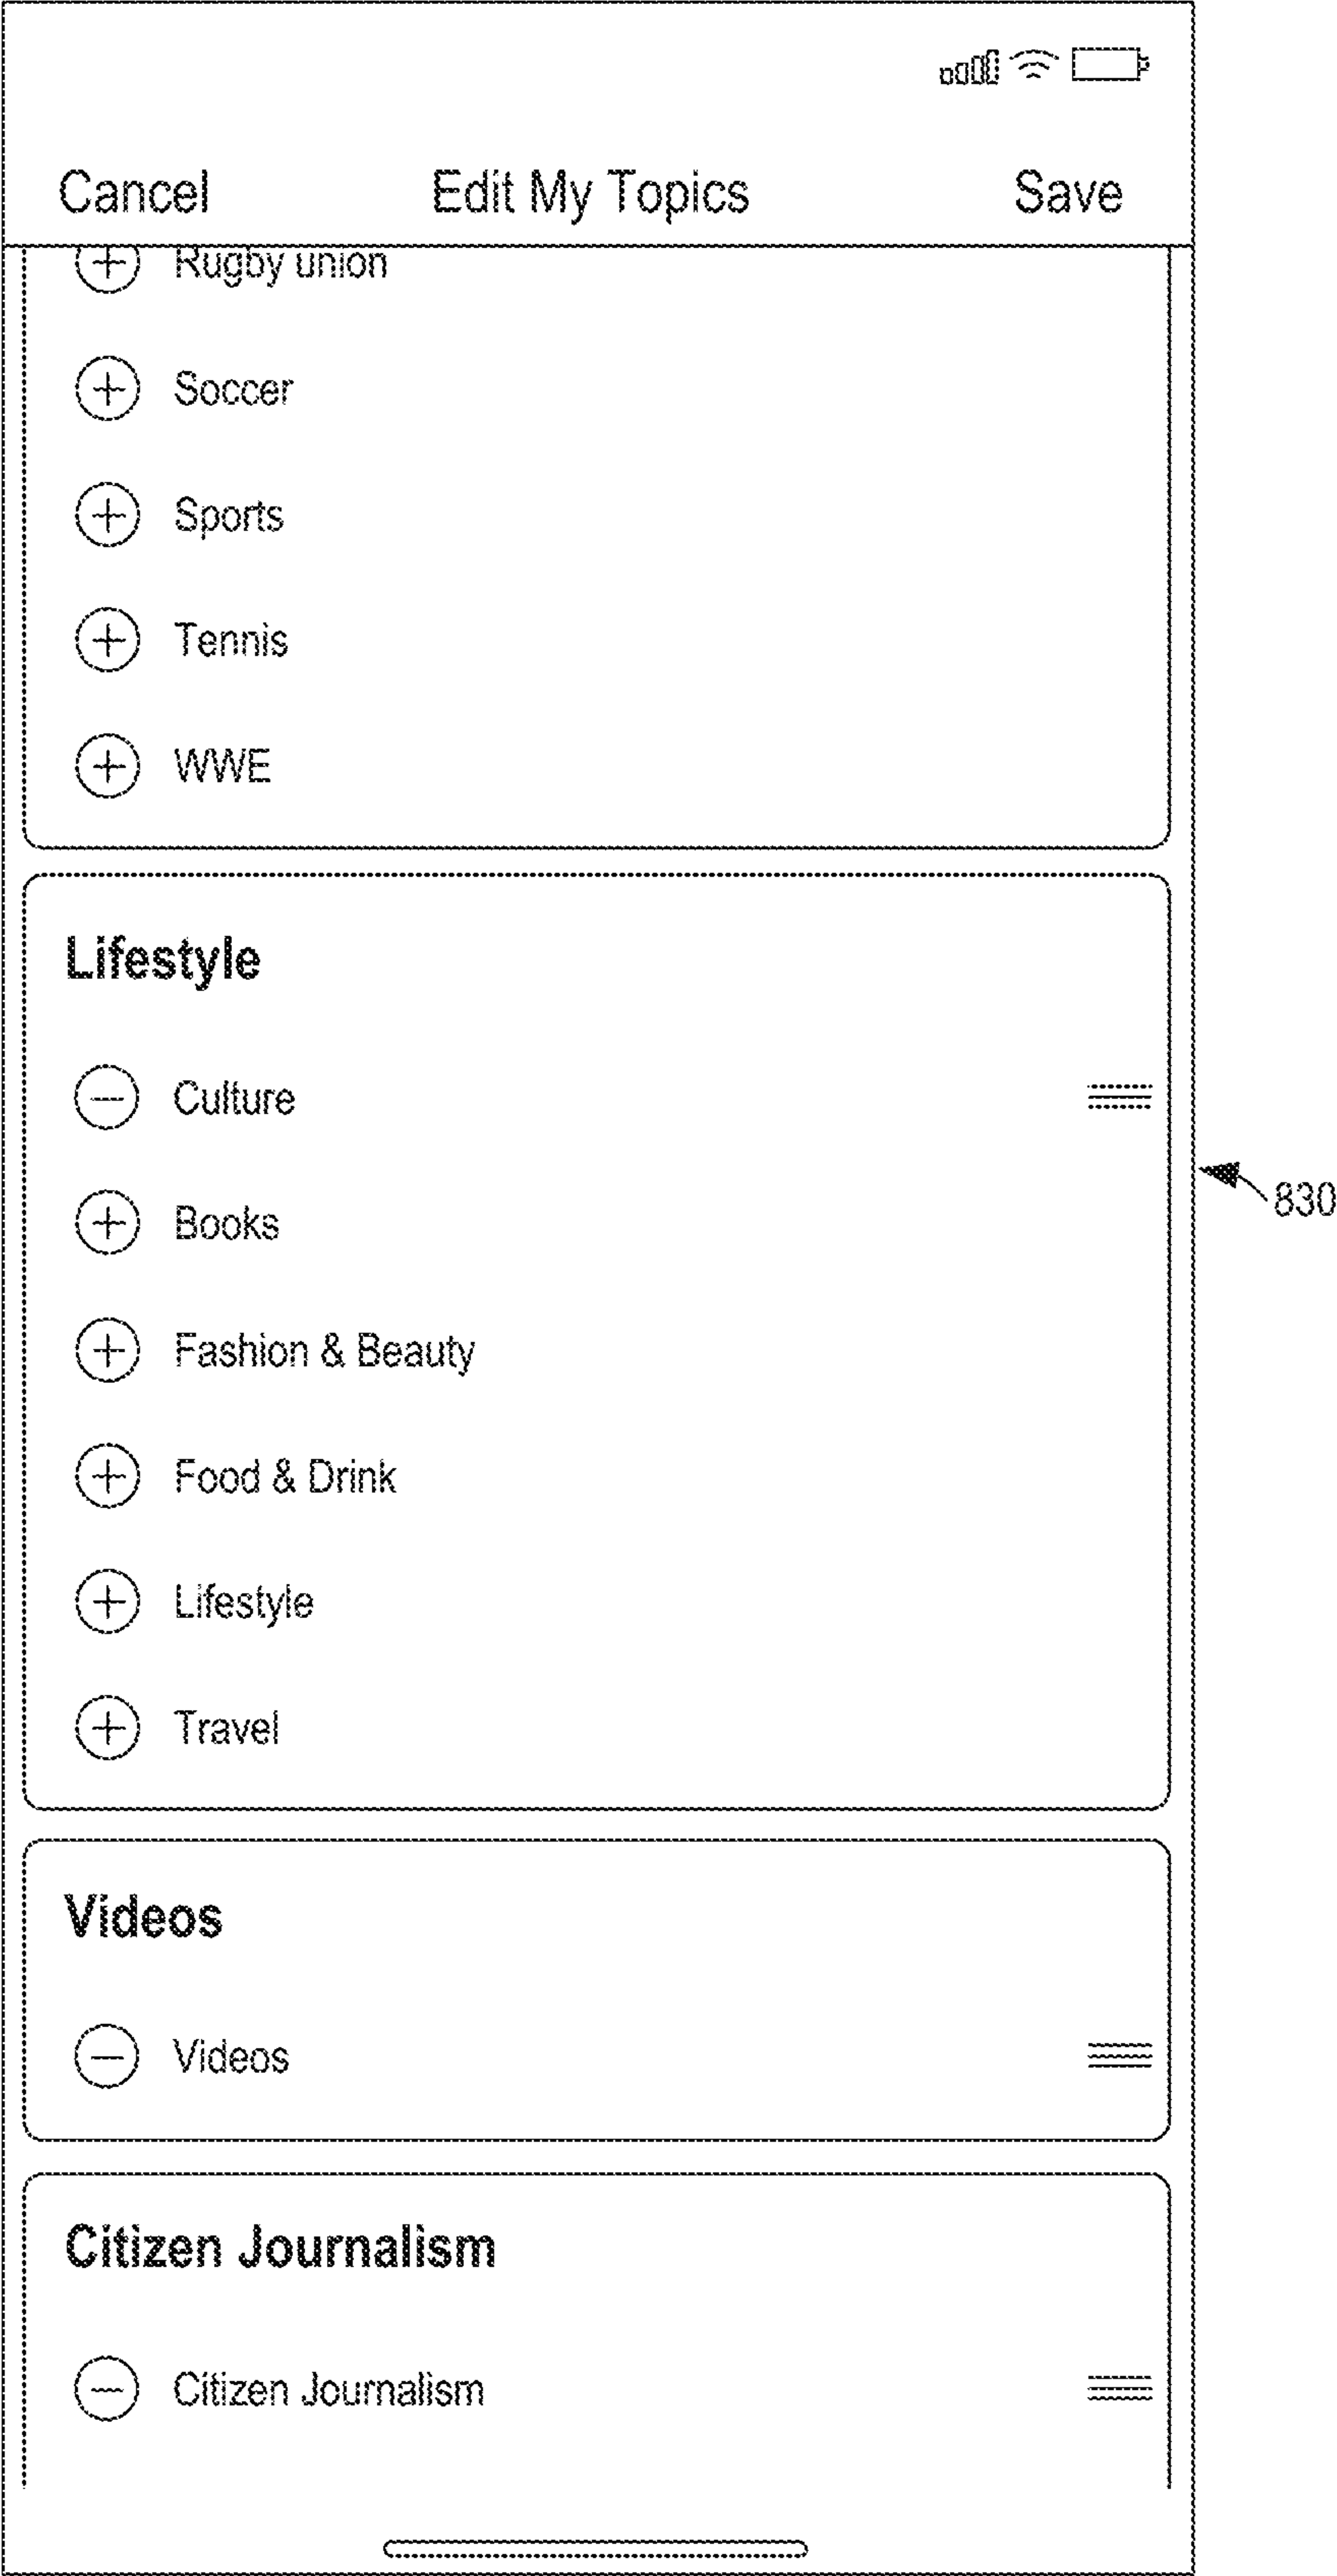 Cancel Edit My Topics Save
Rugby union
Soccer
Sports
Tennis
WWE
Lifestyle
Culture
830
Books
Fashion & Beauty
Food & Drink
Lifestyle
Travel
Videos
Videos
Citizen Journalism
Citizen Journalism